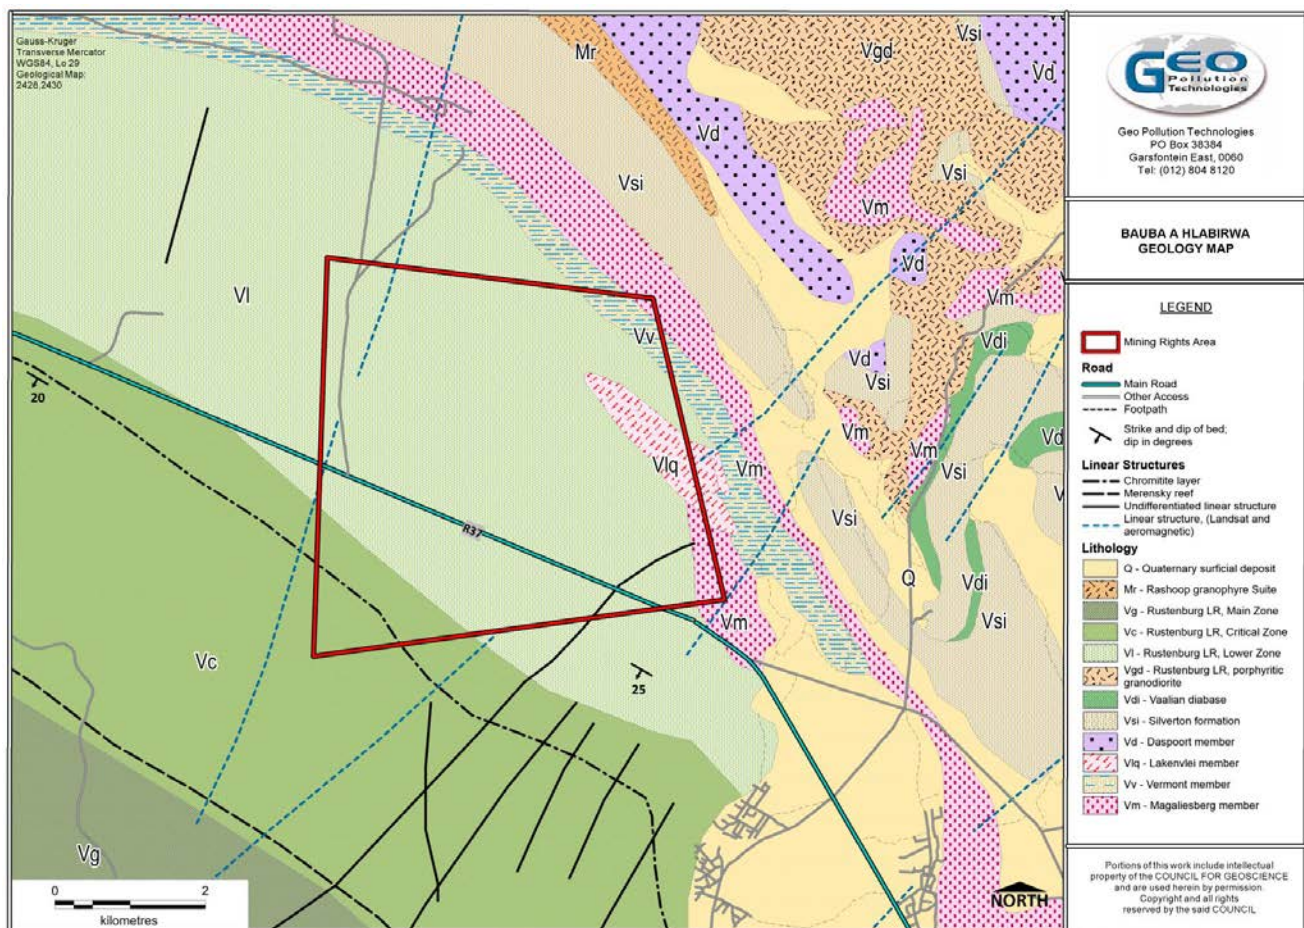 Gauss-Kruger
Transverse Mercator
WGS84, Lo 29
Geological Map:
2426,2430
Mr
Vgd
Vsi
Vd
Vd
Vsi
Vm
Vd
Vl
Vm
Vv
Vdi
Vd
Vsi
20
Vm
Vm
Vd
Vlq
Vm
Vsi
V
Vsi
R37
Q
Vdi
Vsi
Vm
Vc
25
Vg
0 2
kilometres
NORTH
GEO
Pollution
Technologies
Geo Pollution Technologies
PO Box 38384
Garsfontein East, 0060
Tel: (012) 804 8120
BAUBA A HLABIRWA
GEOLOGY MAP
LEGEND
Mining Rights Area
Road
Main Road
Other Access
Footpath
Strike and dip of bed;
dip in degrees
Linear Structures
Chromitite layer
Merensky reef
Undifferentiated linear structure
Linear structure, (Landsat and
aeromagnetic)
Lithology
Q - Quaternary surficial deposit
Mr - Rashoop granophyre Suite
Vg - Rustenburg LR, Main Zone
Vc - Rustenburg LR, Critical Zone
Vl - Rustenburg LR, Lower Zone
Vgd - Rustenburg LR, porphyritic
granodiorite
Vdi - Vaalian diabase
Vsi - Silverton formation
Vd - Daspoort member
Vlq - Lakenvlei member
Vv - Vermont member
Vm - Magaliesberg member
Portions of this work include intellectual
property of the COUNCIL FOR GEOSCIENCE
and are used herein by permission.
Copyright and all rights
reserved by the said COUNCIL